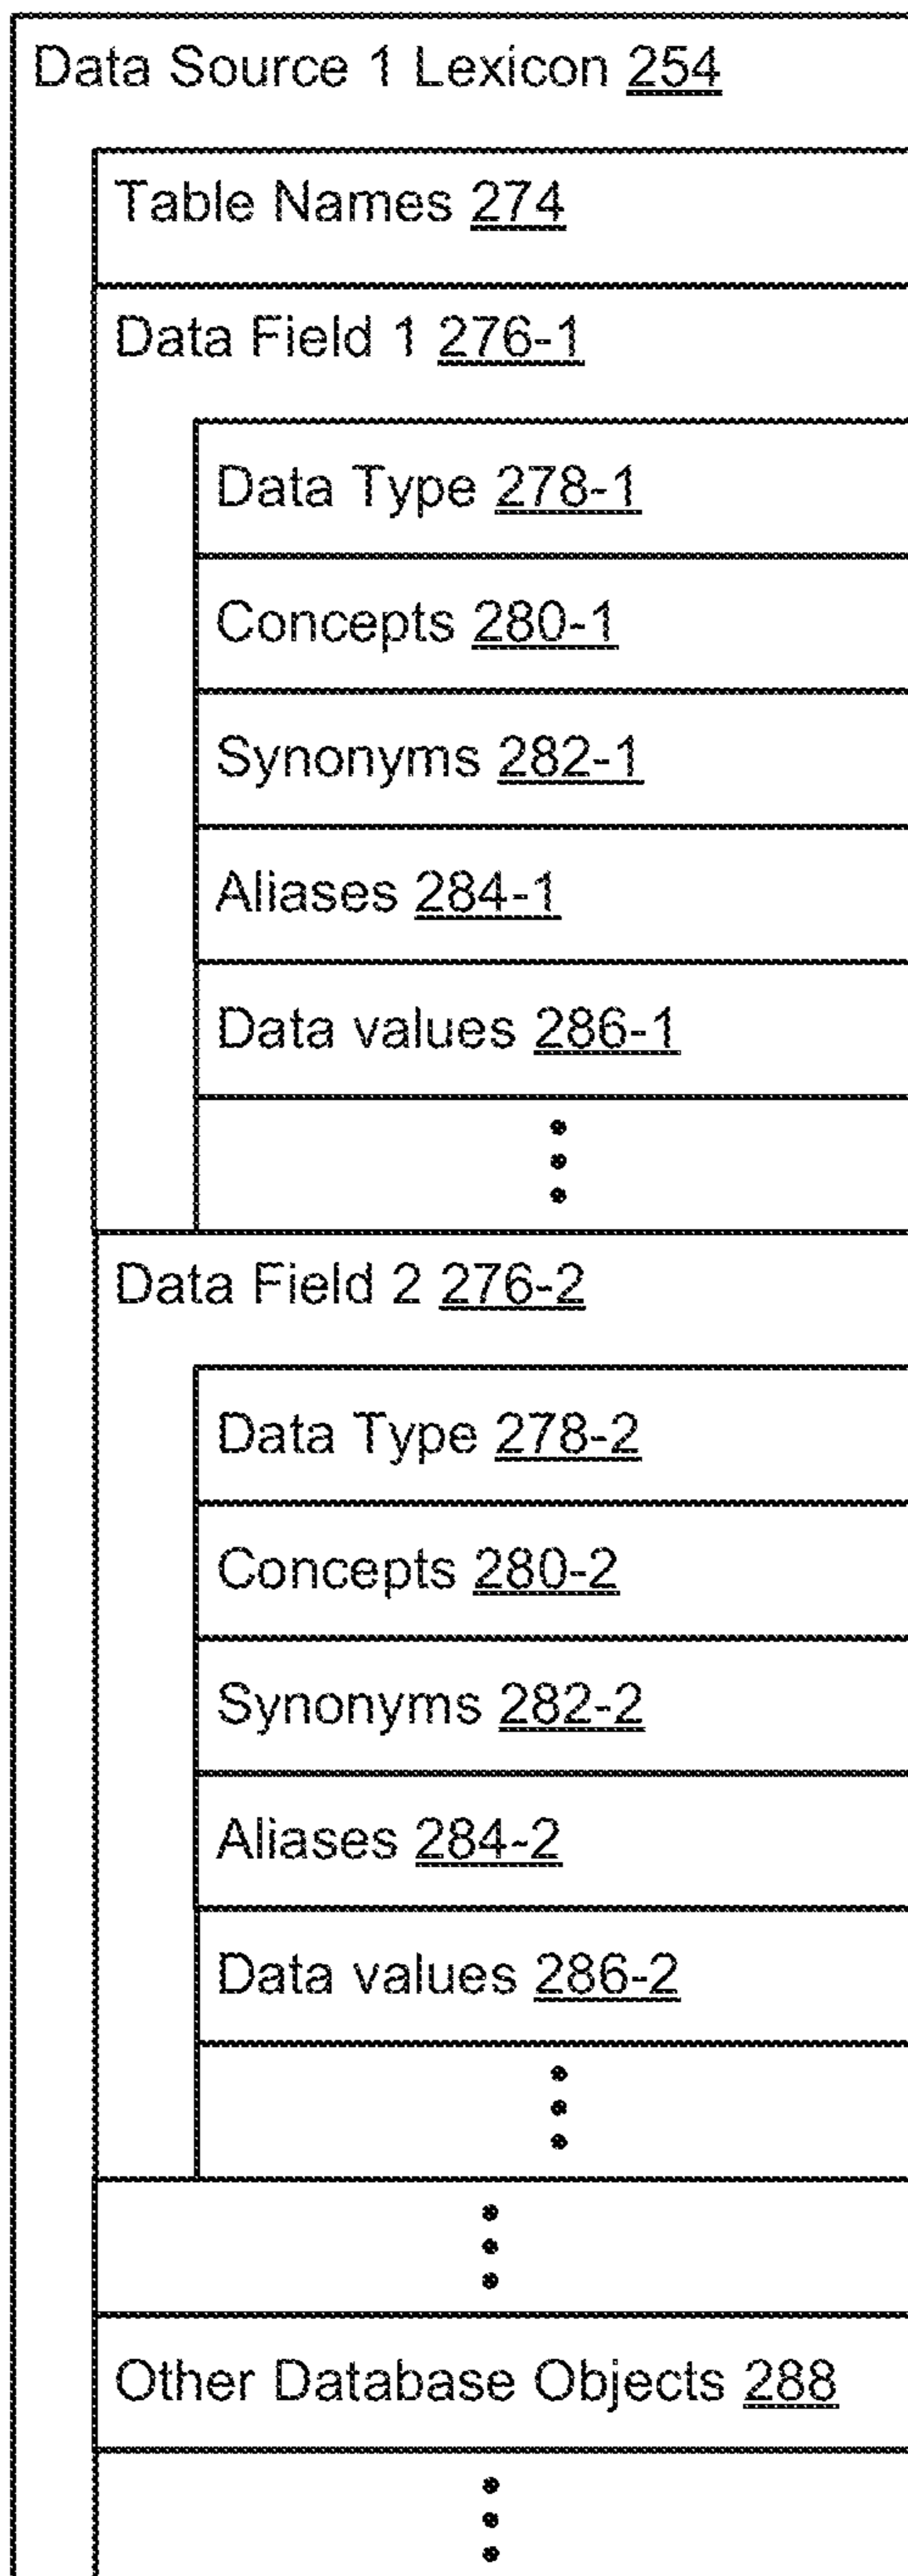 Data Source 1 Lexicon 254
Table Names 274
Data Field 1 276-1
Data Type 278-1
Concepts 280-1
Synonyms 282-1
Aliases 284-1
Data values 286-1
Data Field 2 276-2
Data Type 278-2
Concepts 280-2
Synonyms 282-2
Aliases 284-2
Data values 286-2
Other Database Objects 288